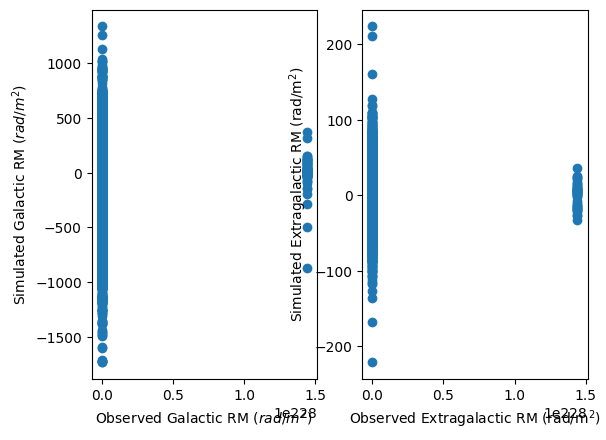 1000
500
0
−500
−1000
−1500
Simulated Galactic RM (rad/m²)
0.0 0.5 1.0 1.5
1e228
Observed Galactic RM (rad/m²)
200
100
0
−100
−200
Simulated Extragalactic RM (rad/m²)
0.0 0.5 1.0 1.5
1e228
Observed Extragalactic RM (rad/m²)